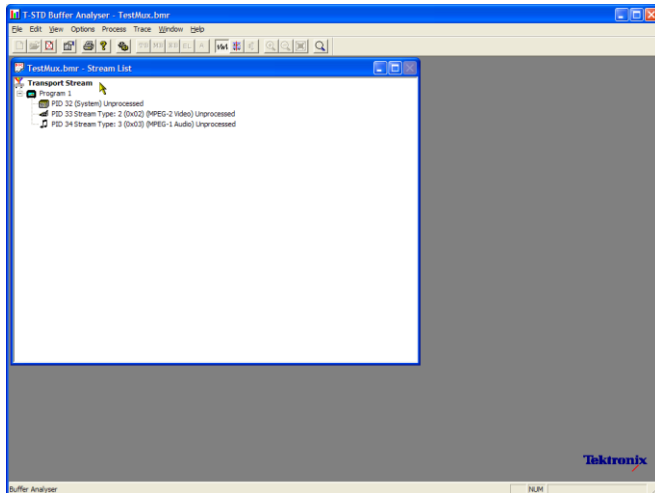 T-STD Buffer Analyser - TestMux.bmr
File Edit View Options Process Trace Window Help
TestMux.bmr - Stream List
Transport Stream
Program 1
PID 32 (System) Unprocessed
PID 33 Stream Type: 2 (0x02) (MPEG-2 Video) Unprocessed
PID 34 Stream Type: 3 (0x03) (MPEG-1 Audio) Unprocessed
Tektronix
Buffer Analyser
NUM